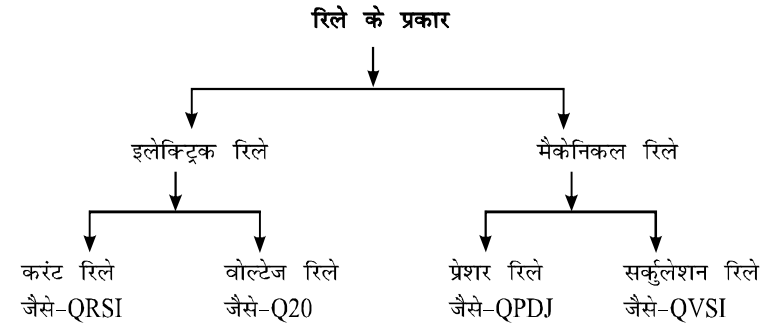 रिले के प्रकार
इलेक्ट्रिक रिले
मैकेनिकल रिले
करंट रिले
जैसे-QRSI
वोल्टेज रिले
जैसे-Q20
प्रेशर रिले
जैसे-QPDJ
सर्कुलेशन रिले
जैसे-QVSI